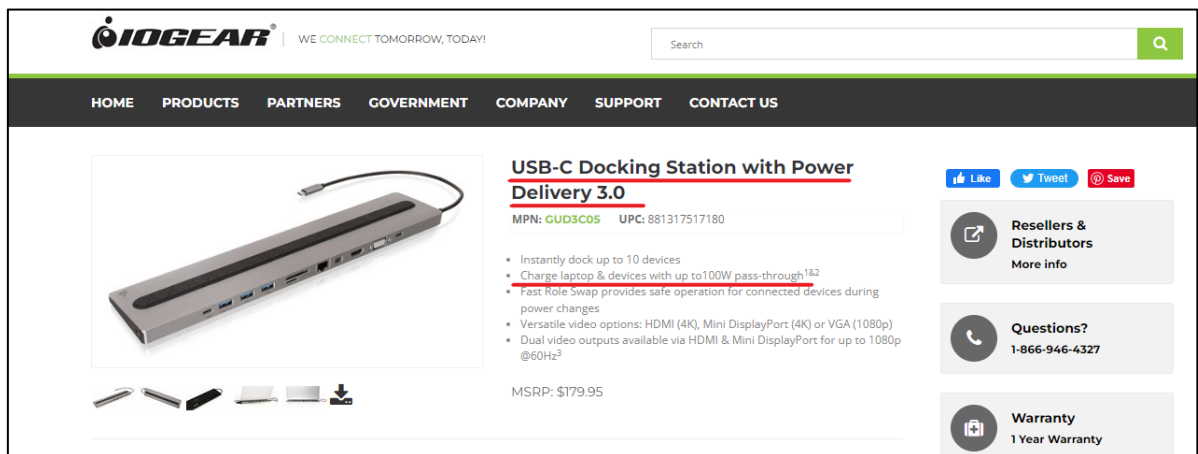 IOGEAR® WE CONNECT TOMORROW, TODAY!
Search
HOME PRODUCTS PARTNERS GOVERNMENT COMPANY SUPPORT CONTACT US
USB-C Docking Station with Power
Delivery 3.0
MPN: GUD3C05 UPC: 881317517180
Instantly dock up to 10 devices
Charge laptop & devices with up to100W pass-through1&2
Fast Role Swap provides safe operation for connected devices during
power changes
Versatile video options: HDMI (4K), Mini DisplayPort (4K) or VGA (1080p)
Dual video outputs available via HDMI & Mini DisplayPort for up to 1080p
@60Hz3
MSRP: $179.95
Like Tweet Save
Resellers &
Distributors
More info
Questions?
1-866-946-4327
Warranty
1 Year Warranty